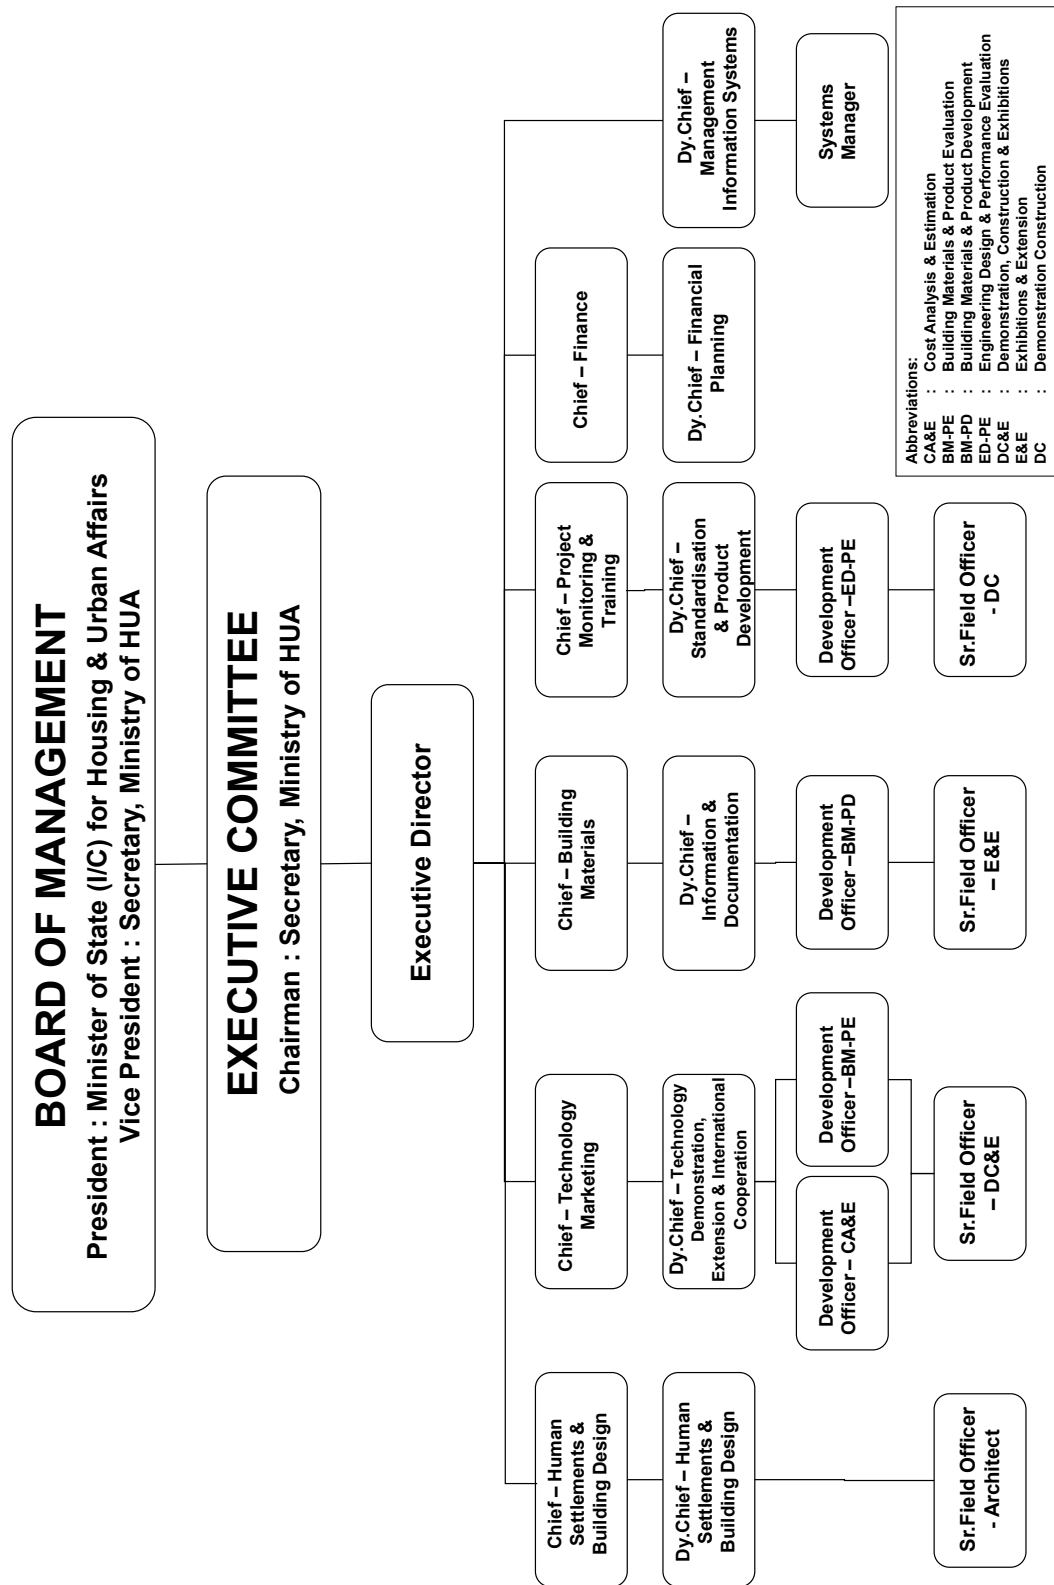 BOARD OF MANAGEMENT
President : Minister of State (I/C) for Housing & Urban Affairs
Vice President : Secretary, Ministry of HUA
EXECUTIVE COMMITTEE
Chairman : Secretary, Ministry of HUA
Executive Director
Chief – Human
Settlements &
Building Design
Chief – Technology
Marketing
Chief – Building
Materials
Chief – Project
Monitoring &
Training
Chief – Finance
Dy.Chief – Human
Settlements &
Building Design
Dy.Chief – Technology
Demonstration,
Extension & International
Cooperation
Dy.Chief –
Information &
Documentation
Dy.Chief –
Standardisation
& Product
Development
Dy.Chief – Financial
Planning
Dy.Chief –
Management
Information Systems
Development
Officer – CA&E
Development
Officer –BM-PE
Development
Officer –BM-PD
Development
Officer –ED-PE
Systems
Manager
Sr.Field Officer
- Architect
Sr.Field Officer
– DC&E
Sr.Field Officer
– E&E
Sr.Field Officer
- DC
Abbreviations:
CA&E : Cost Analysis & Estimation
BM-PE : Building Materials & Product Evaluation
BM-PD : Building Materials & Product Development
ED-PE : Engineering Design & Performance Evaluation
DC&E : Demonstration, Construction & Exhibitions
E&E : Exhibitions & Extension
DC : Demonstration Construction